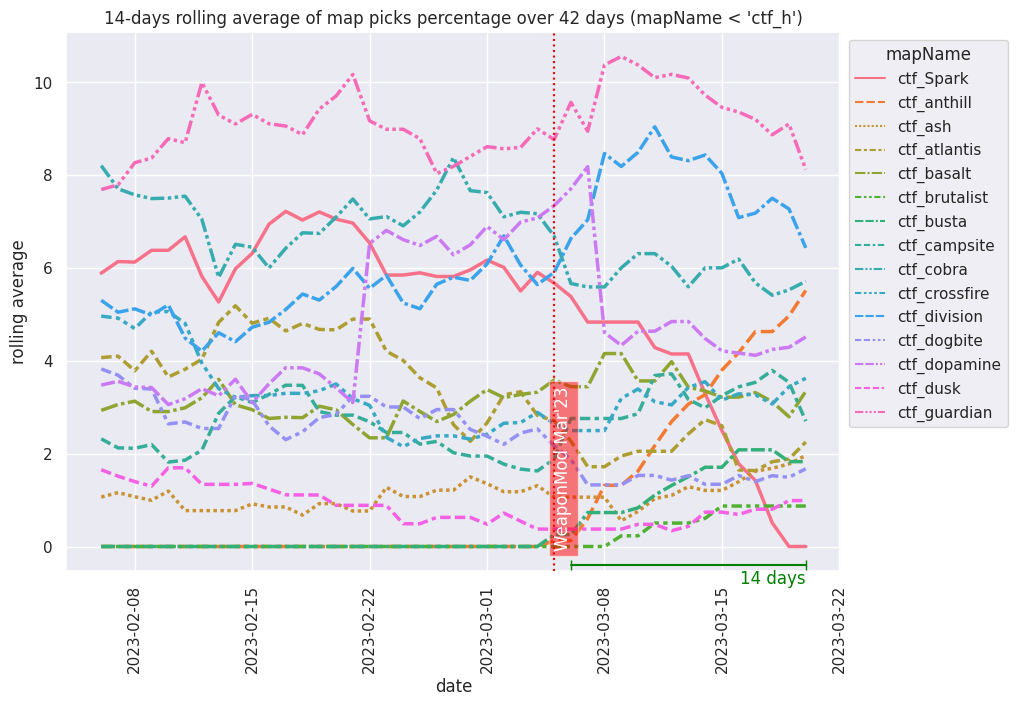 14-days rolling average of map picks percentage over 42 days (mapName < 'ctf_h')
rolling average
10
8
6
4
2
0
WeaponMod Mar'23
14 days
2023-02-08
2023-02-15
2023-02-22
2023-03-01
2023-03-08
2023-03-15
2023-03-22
date
mapName
ctf_Spark
ctf_anthill
ctf_ash
ctf_atlantis
ctf_basalt
ctf_brutalist
ctf_busta
ctf_campsite
ctf_cobra
ctf_crossfire
ctf_division
ctf_dogbite
ctf_dopamine
ctf_dusk
ctf_guardian